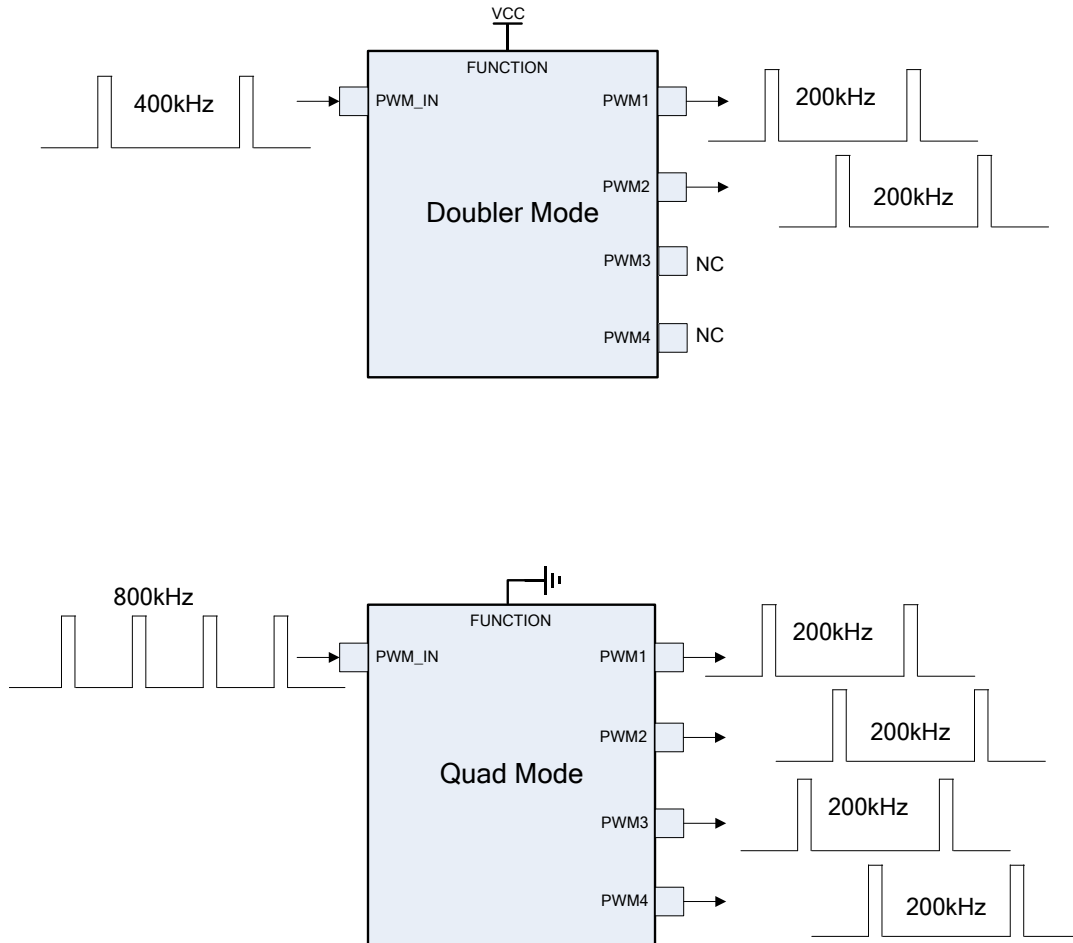 VCC
FUNCTION
400kHz
PWM_IN
PWM1
200kHz
PWM2
200kHz
Doubler Mode
PWM3
NC
PWM4
NC
800kHz
FUNCTION
PWM_IN
PWM1
200kHz
PWM2
200kHz
Quad Mode
PWM3
200kHz
PWM4
200kHz